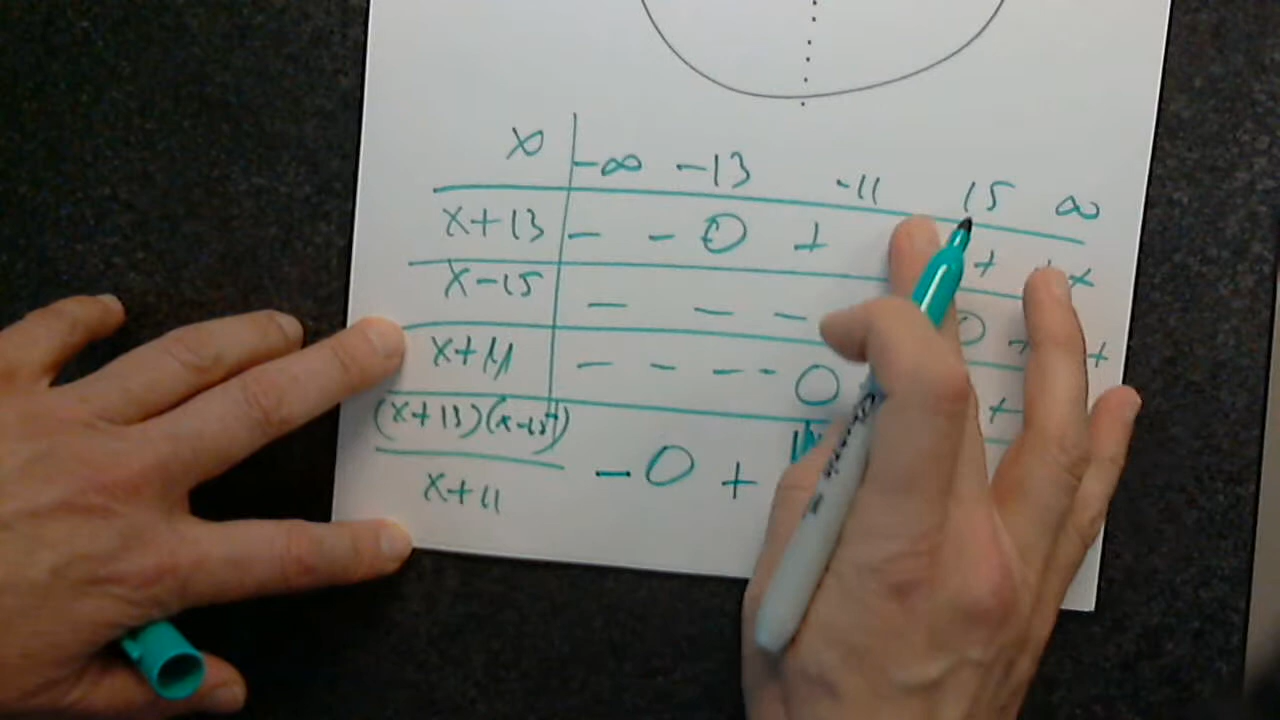 x -∞ -13 -11 15 ∞
x+13 - - 0 + + + x
x-15 - - - 0 + +
x+11 - - - - 0 +
(x+13)(x-15)
x+11
- 0 +